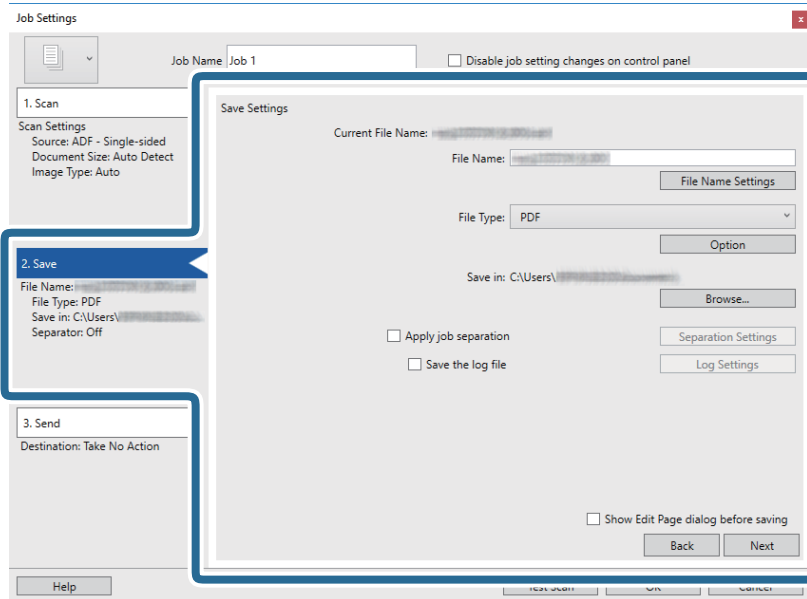 Job Settings
x
Job Name Job 1
Disable job setting changes on control panel
1. Scan
Scan Settings
Source: ADF - Single-sided
Document Size: Auto Detect
Image Type: Auto
2. Save
File Name:
File Type: PDF
Save in: C:\Users\
Separator: Off
3. Send
Destination: Take No Action
Save Settings
Current File Name:
File Name:
File Name Settings
File Type: PDF
Option
Save in: C:\Users\
Browse...
Apply job separation
Separation Settings
Save the log file
Log Settings
Show Edit Page dialog before saving
Back
Next
Help
Test Scan
OK
Cancel